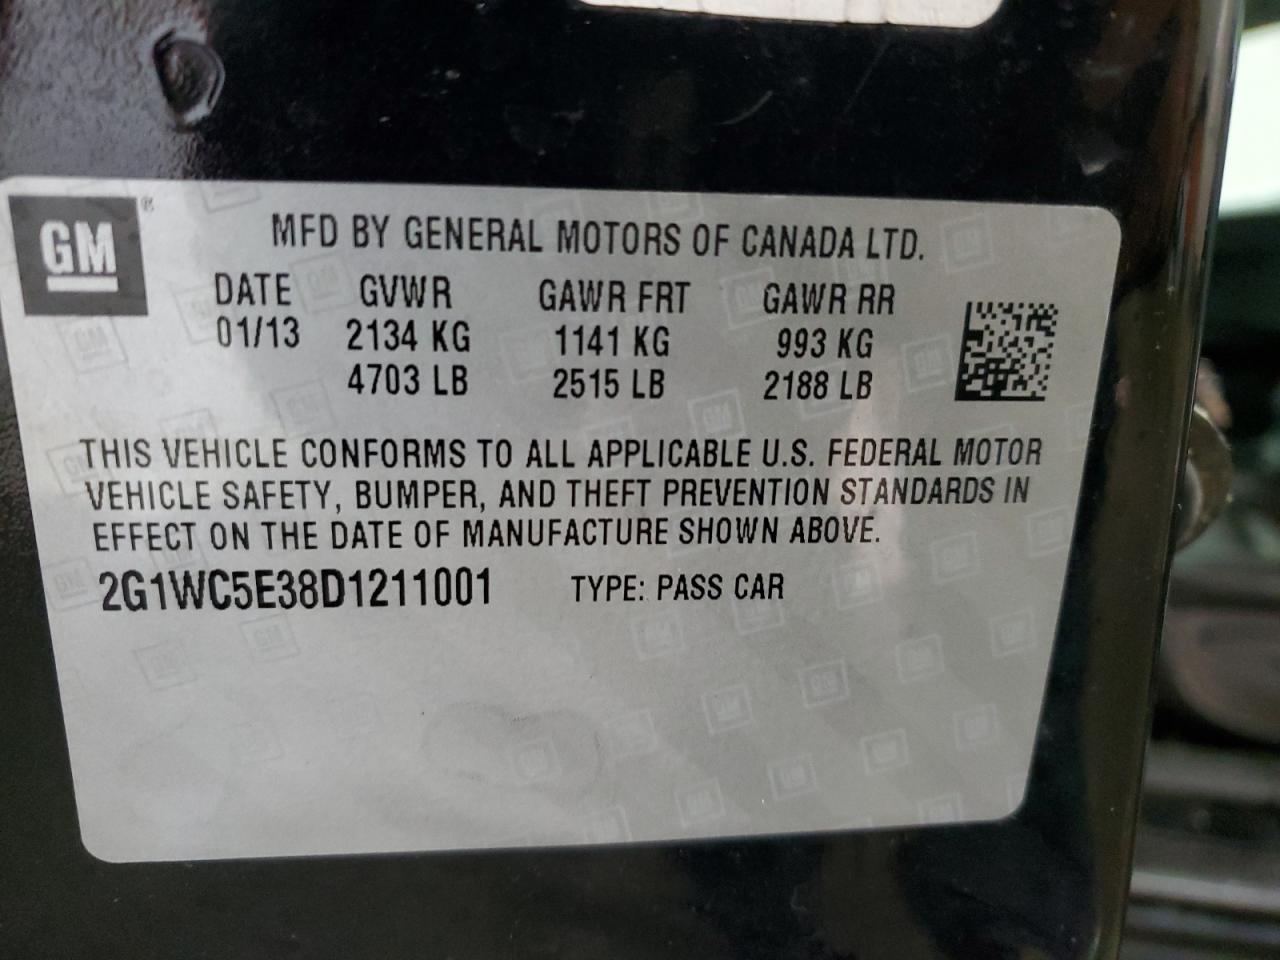 GM®
MFD BY GENERAL MOTORS OF CANADA LTD.
DATE GVWR GAWR FRT GAWR RR
01/13 2134 KG 1141 KG 993 KG
4703 LB 2515 LB 2188 LB
THIS VEHICLE CONFORMS TO ALL APPLICABLE U.S. FEDERAL MOTOR
VEHICLE SAFETY, BUMPER, AND THEFT PREVENTION STANDARDS IN
EFFECT ON THE DATE OF MANUFACTURE SHOWN ABOVE.
2G1WC5E38D1211001 TYPE: PASS CAR